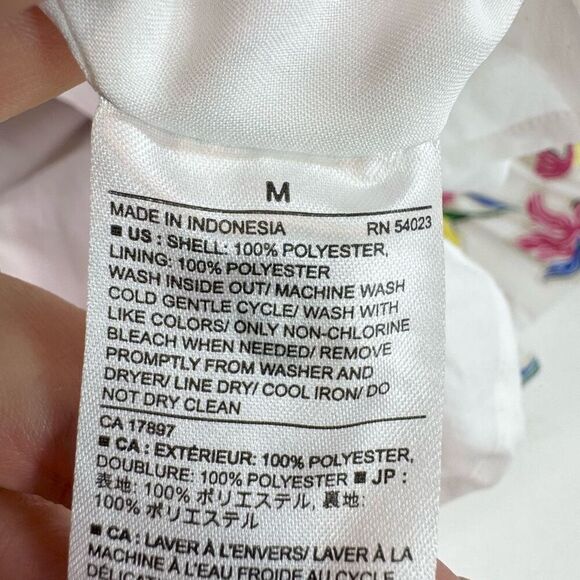 M
MADE IN INDONESIA RN 54023
■ US : SHELL: 100% POLYESTER,
LINING: 100% POLYESTER
WASH INSIDE OUT/ MACHINE WASH
COLD GENTLE CYCLE/ WASH WITH
LIKE COLORS/ ONLY NON-CHLORINE
BLEACH WHEN NEEDED/ REMOVE
PROMPTLY FROM WASHER AND
DRYER/ LINE DRY/ COOL IRON/ DO
NOT DRY CLEAN
CA 17897
■ CA : EXTÉRIEUR: 100% POLYESTER,
DOUBLURE: 100% POLYESTER ■ JP :
表地: 100% ポリエステル, 裏地:
100% ポリエステル
■ CA : LAVER À L'ENVERS/ LAVER À LA
MACHINE À L'EAU FROIDE AU CYCLE